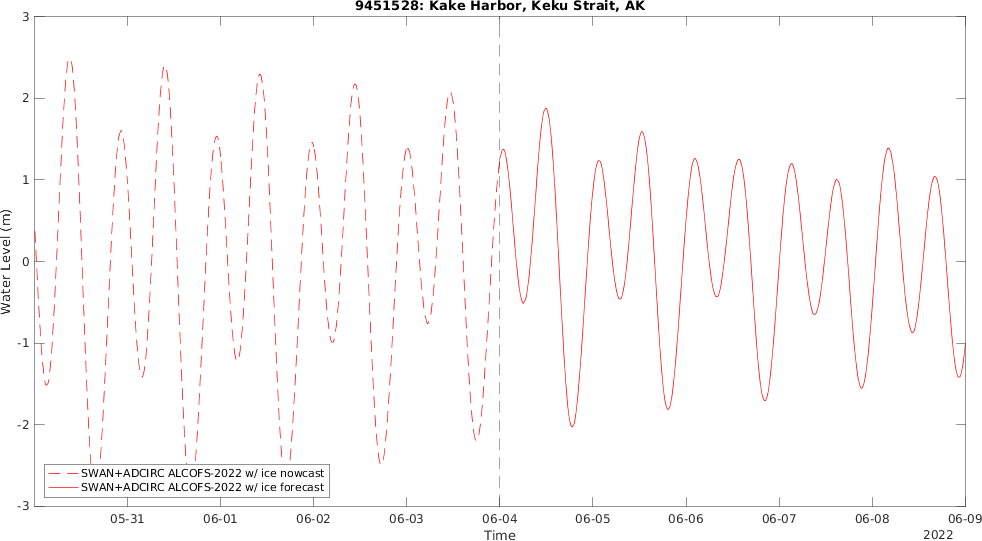 9451528: Kake Harbor, Keku Strait, AK
3
2
1
0
-1
-2
-3
Water Level (m)
SWAN+ADCIRC ALCOFS-2022 w/ ice nowcast
SWAN+ADCIRC ALCOFS-2022 w/ ice forecast
05-31 06-01 06-02 06-03 06-04 06-05 06-06 06-07 06-08 06-09
Time
2022